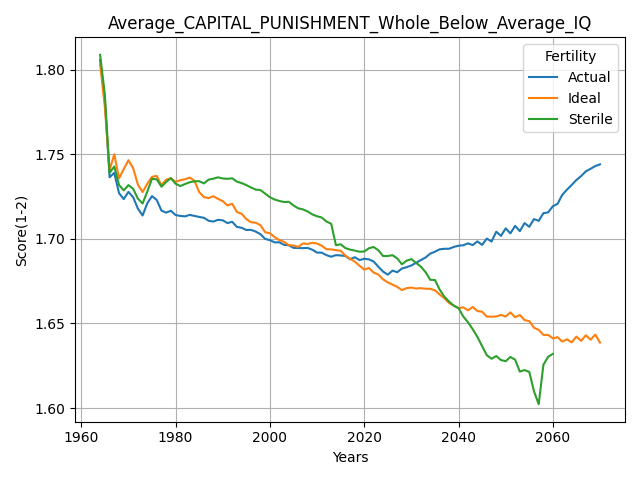 Average_CAPITAL_PUNISHMENT_Whole_Below_Average_IQ
Fertility
Actual
Ideal
Sterile
Score(1-2)
1.80
1.75
1.70
1.65
1.60
1960
1980
2000
2020
2040
2060
Years